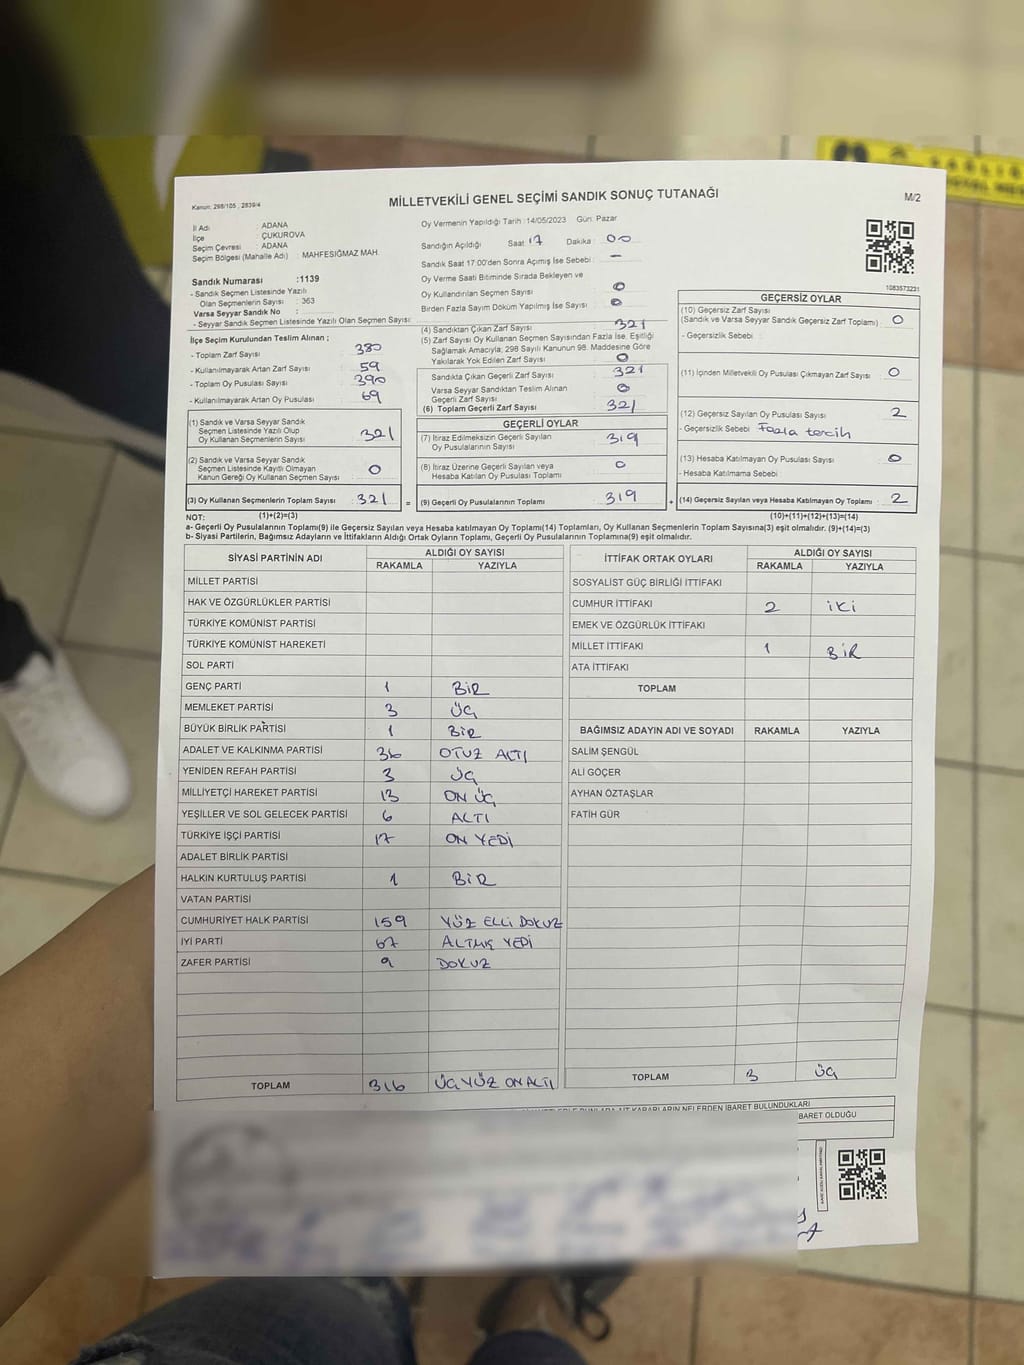 MİLLETVEKİLİ GENEL SEÇİMİ SANDIK SONUÇ TUTANAĞI
M/2
Kanun: 298/105 ; 2839/4
İl Adı : ADANA
İlçe : ÇUKUROVA
Seçim Çevresi : ADANA
Seçim Bölgesi (Mahalle Adı) : MAHFESIĞMAZ MAH.
Sandık Numarası :1139
- Sandık Seçmen Listesinde Yazılı
Olan Seçmenlerin Sayısı : 363
Varsa Seyyar Sandık No :
- Seyyar Sandık Seçmen Listesinde Yazılı Olan Seçmen Sayısı:
İlçe Seçim Kurulundan Teslim Alınan ;
- Toplam Zarf Sayısı : 380
- Kullanılmayarak Artan Zarf Sayısı : 59
- Toplam Oy Pusulası Sayısı : 390
- Kullanılmayarak Artan Oy Pusulası : 69
(1) Sandık ve Varsa Seyyar Sandık
Seçmen Listesinde Yazılı Olup
Oy Kullanan Seçmenlerin Sayısı : 321
(2) Sandık ve Varsa Seyyar Sandık
Seçmen Listesinde Kayıtlı Olmayan
Kanun Gereği Oy Kullanan Seçmenlerin Sayısı : 0
(3) Oy Kullanan Seçmenlerin Toplam Sayısı : 321 =
(1)+(2)=(3)
Oy Vermenin Yapıldığı Tarih :14/05/2023 Gün: Pazar
Sandığın Açıldığı Saat 17 Dakika : 00
Sandık Saat 17:00'den Sonra Açımış İse Sebebi : -
Oy Verme Saati Bitiminde Sırada Bekleyen ve
Oy Kullandırılan Seçmen Sayısı : 0
Birden Fazla Sayım Döküm Yapılmış İse Sayısı : 0
(4) Sandıktan Çıkan Zarf Sayısı : 321
(5) Zarf Sayısı Oy Kullanan Seçmen Sayısından Fazla İse, Eşitliği
Sağlamak Amacıyla; 298 Sayılı Kanunun 98. Maddesine Göre
Yakılarak Yok Edilen Zarf Sayısı : 0
Sandıkta Çıkan Geçerli Zarf Sayısı : 321
Varsa Seyyar Sandıktan Teslim Alınan
Geçerli Zarf Sayısı : 0
(6) Toplam Geçerli Zarf Sayısı : 321
GEÇERLİ OYLAR
(7) İtiraz Edilmeksizin Geçerli Sayılan
Oy Pusulalarının Sayısı : 319
(8) İtiraz Üzerine Geçerli Sayılan veya
Hesaba Katılan Oy Pusulası Toplamı : 0
(9) Geçerli Oy Pusulalarının Toplamı : 319 +
1083573231
GEÇERSİZ OYLAR
(10) Geçersiz Zarf Sayısı
(Sandık ve Varsa Seyyar Sandık Geçersiz Zarf Toplamı) : 0
- Geçersizlik Sebebi :
(11) İçinden Milletvekili Oy Pusulası Çıkmayan Zarf Sayısı : 0
(12) Geçersiz Sayılan Oy Pusulası Sayısı : 2
- Geçersizlik Sebebi : Fazla tercih
(13) Hesaba Katılmayan Oy Pusulası Sayısı : 0
- Hesaba Katılmama Sebebi :
(14) Geçersiz Sayılan veya Hesaba Katılmayan Oy Toplamı : 2
(10)+(11)+(12)+(13)=(14)
NOT:
a- Geçerli Oy Pusulalarının Toplamı(9) ile Geçersiz Sayılan veya Hesaba katılmayan Oy Toplamı(14) Toplamları, Oy Kullanan Seçmenlerin Toplam Sayısına(3) eşit olmalıdır. (9)+(14)=(3)
b- Siyasi Partilerin, Bağımsız Adayların ve İttifakların Aldığı Ortak Oyların Toplamı, Geçerli Oy Pusulalarının Toplamına(9) eşit olmalıdır.
SİYASİ PARTİNİN ADI ALDIĞI OY SAYISI
RAKAMLA YAZIYLA
MİLLET PARTİSİ
HAK VE ÖZGÜRLÜKLER PARTİSİ
TÜRKİYE KOMÜNİST PARTİSİ
TÜRKİYE KOMÜNİST HAREKETİ
SOL PARTİ
GENÇ PARTİ 1 BİR
MEMLEKET PARTİSİ 3 ÜÇ
BÜYÜK BİRLİK PARTİSİ 1 BİR
ADALET VE KALKINMA PARTİSİ 36 OTUZ ALTI
YENİDEN REFAH PARTİSİ 3 ÜÇ
MİLLİYETÇİ HAREKET PARTİSİ 13 ON ÜÇ
YEŞİLLER VE SOL GELECEK PARTİSİ 6 ALTI
TÜRKİYE İŞÇİ PARTİSİ 17 ON YEDİ
ADALET BİRLİK PARTİSİ
HALKIN KURTULUŞ PARTİSİ 1 BİR
VATAN PARTİSİ
CUMHURİYET HALK PARTİSİ 159 YÜZ ELLİ DOKUZ
İYİ PARTİ 67 ALTMIŞ YEDİ
ZAFER PARTİSİ 9 DOKUZ
TOPLAM 316 ÜÇ YÜZ ON ALTI
İTTİFAK ORTAK OYLARI ALDIĞI OY SAYISI
RAKAMLA YAZIYLA
SOSYALİST GÜÇ BİRLİĞİ İTTİFAKI
CUMHUR İTTİFAKI 2 İKİ
EMEK VE ÖZGÜRLÜK İTTİFAKI
MİLLET İTTİFAKI 1 BİR
ATA İTTİFAKI
TOPLAM
BAĞIMSIZ ADAYIN ADI VE SOYADI RAKAMLA YAZIYLA
SALİM ŞENGÜL
ALİ GÖÇER
AYHAN ÖZTAŞLAR
FATİH GÜR
TOPLAM 3 ÜÇ
KARARLARIN NELERDEN İBARET BULUNDUKLARI
BARET OLDUĞU